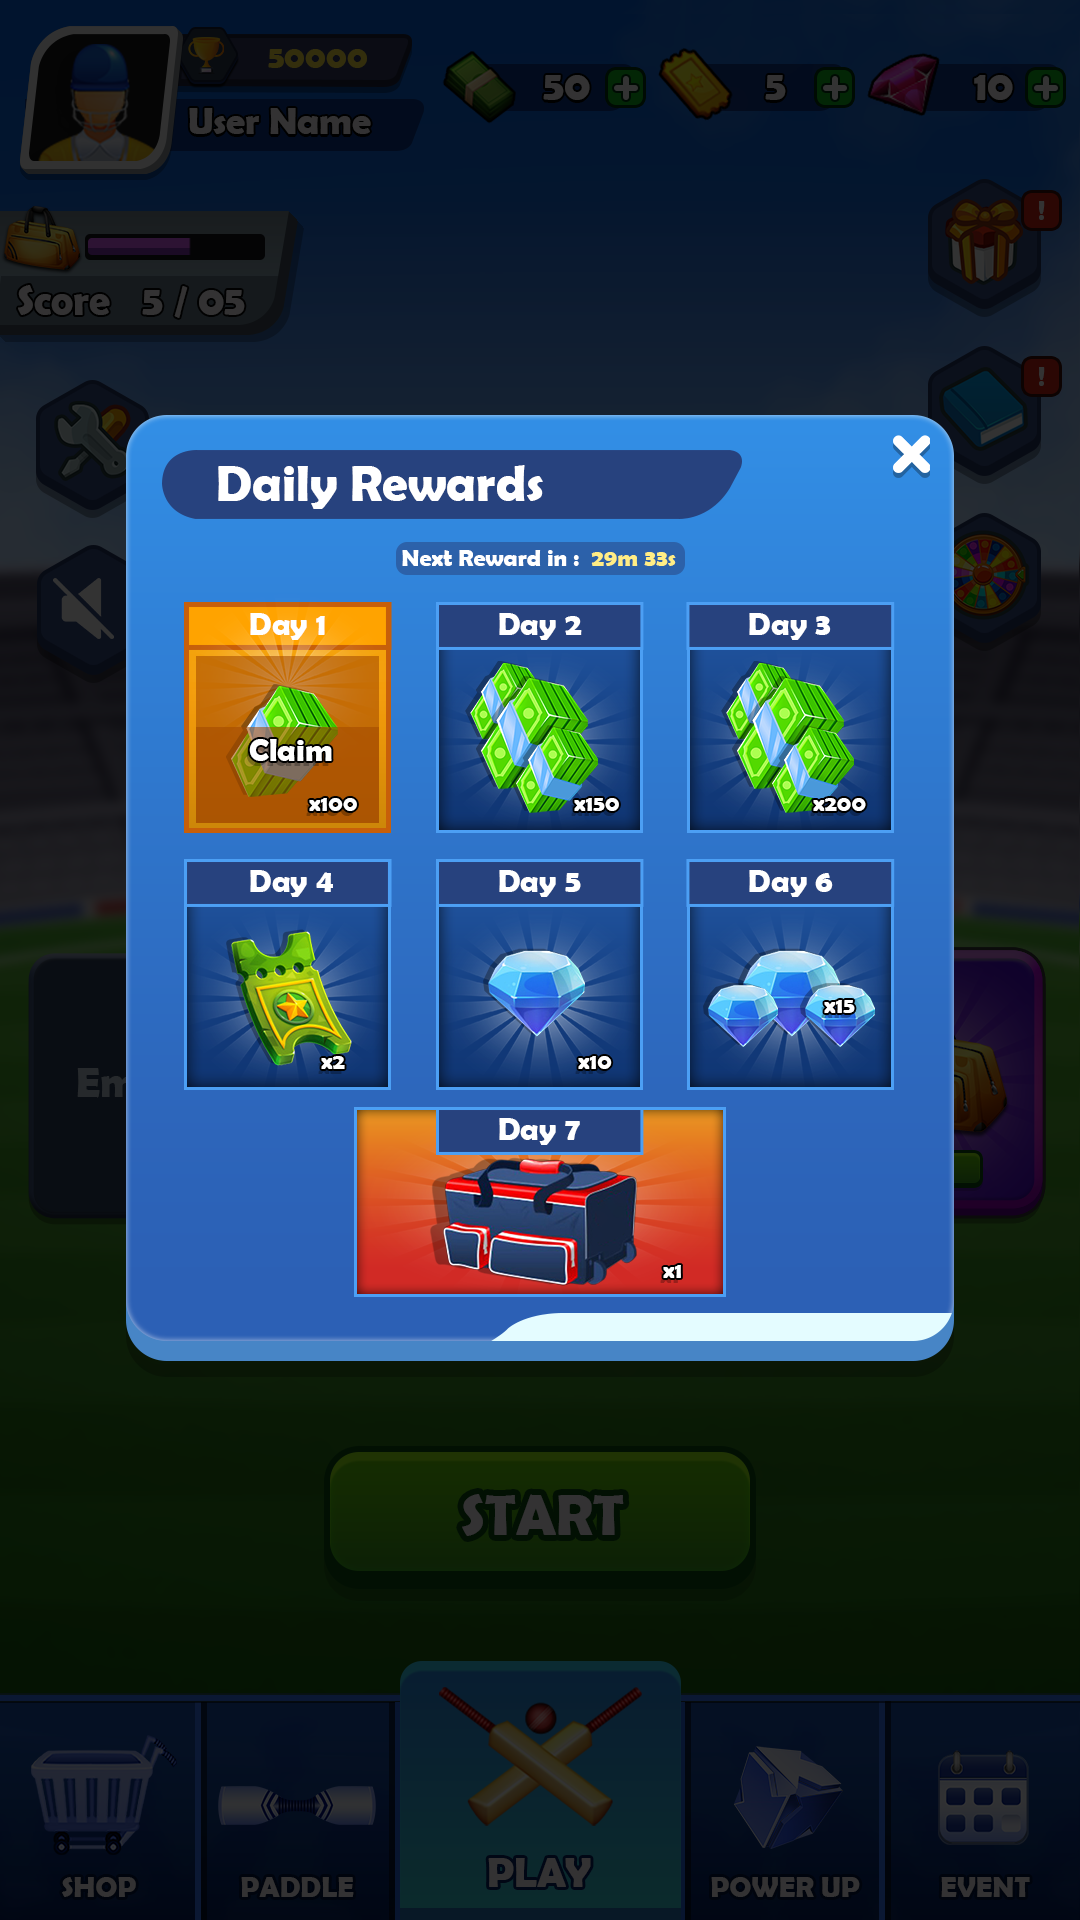 50000
User Name
50
5
10
!
Score 5 / 05
!
Daily Rewards
Next Reward in : 29m 33s
Day 1
Claim
x100
Day 2
x150
Day 3
x200
Day 4
x2
Day 5
x10
Day 6
x15
Day 7
x1
Em
START
SHOP
PADDLE
PLAY
POWER UP
EVENT